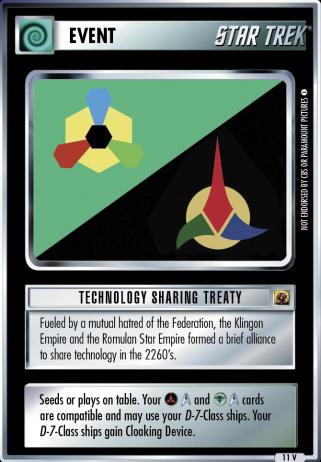 EVENT
STAR TREK®
NOT ENDORSED BY CBS OR PARAMOUNT PICTURES
TECHNOLOGY SHARING TREATY
Fueled by a mutual hatred of the Federation, the Klingon
Empire and the Romulan Star Empire formed a brief alliance
to share technology in the 2260's.
Seeds or plays on table. Your and cards
are compatible and may use your D-7-Class ships. Your
D-7-Class ships gain Cloaking Device.
11 V